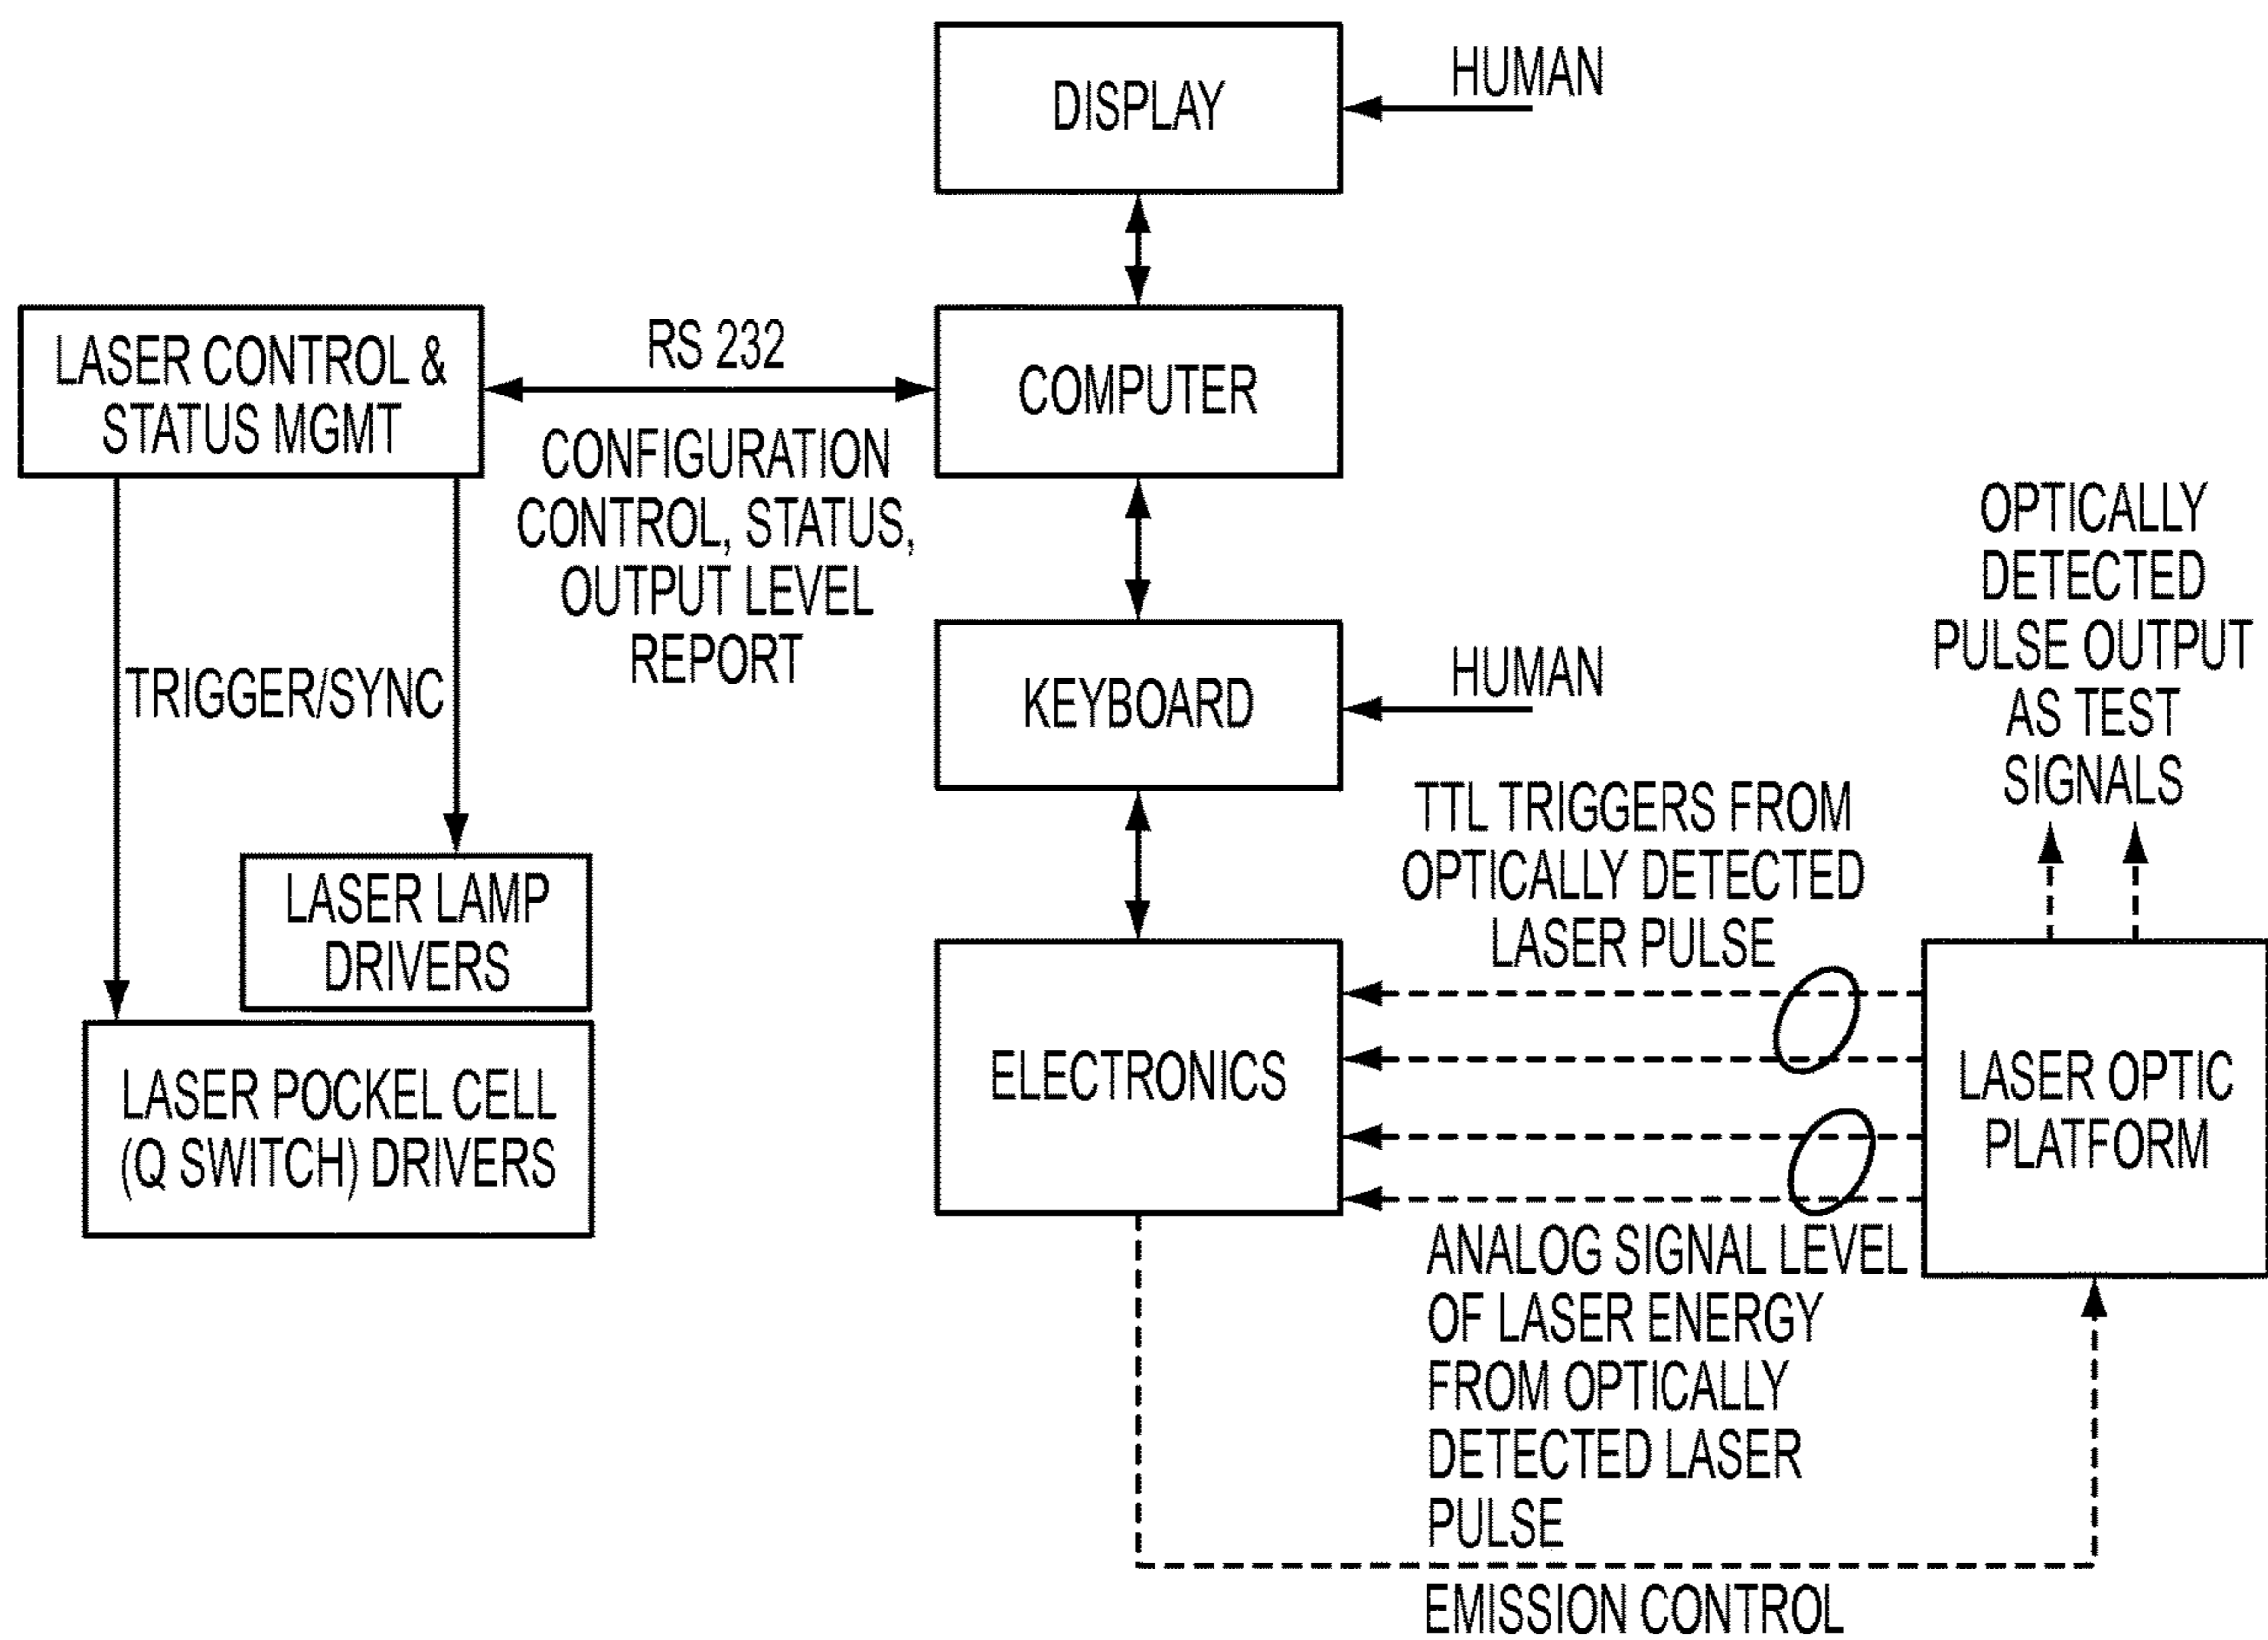 HUMAN
DISPLAY
LASER CONTROL &
STATUS MGMT
RS 232
COMPUTER
CONFIGURATION
CONTROL, STATUS,
OUTPUT LEVEL
REPORT
TRIGGER/SYNC
KEYBOARD
HUMAN
OPTICALLY
DETECTED
PULSE OUTPUT
AS TEST
SIGNALS
TTL TRIGGERS FROM
OPTICALLY DETECTED
LASER PULSE
LASER LAMP
DRIVERS
LASER POCKEL CELL
(Q SWITCH) DRIVERS
ELECTRONICS
LASER OPTIC
PLATFORM
ANALOG SIGNAL LEVEL
OF LASER ENERGY
FROM OPTICALLY
DETECTED LASER
PULSE
EMISSION CONTROL